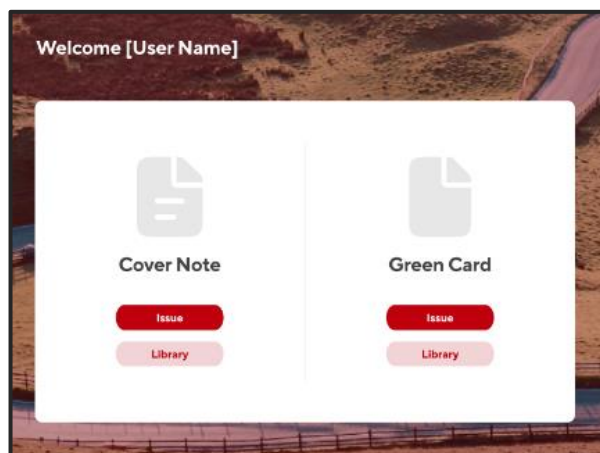 Welcome [User Name]
Cover Note
Issue
Library
Green Card
Issue
Library